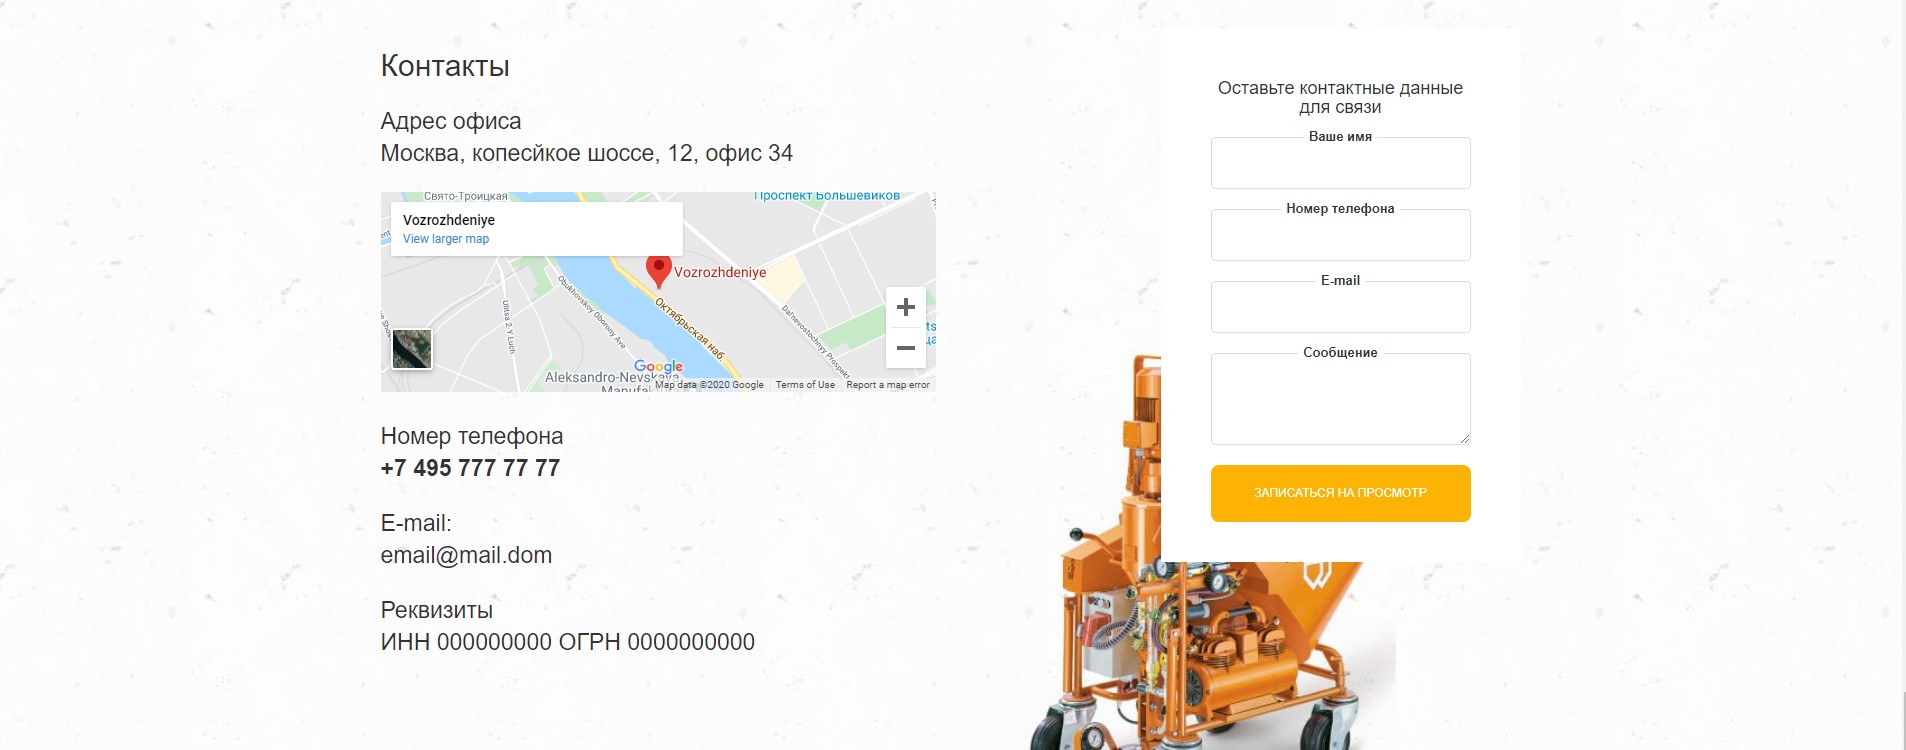 Контакты
Адрес офиса
Москва, копесйкое шоссе, 12, офис 34
Свято-Троицкая
Проспект Большевиков
Vozrozhdeniye
View larger map
Vozrozhdeniye
Obukhovskoy Oborony Ave
Ulitsa 2-Y Luch
Октябрьская наб.
Dal'nevostochnyy Prospekt
Google
Aleksandro-Nevskaya
Manufak
Map data ©2020 Google
Terms of Use
Report a map error
Номер телефона
+7 495 777 77 77
E-mail:
email@mail.dom
Реквизиты
ИНН 000000000 ОГРН 0000000000
Оставьте контактные данные
для связи
Ваше имя
Номер телефона
E-mail
Сообщение
ЗАПИСАТЬСЯ НА ПРОСМОТР